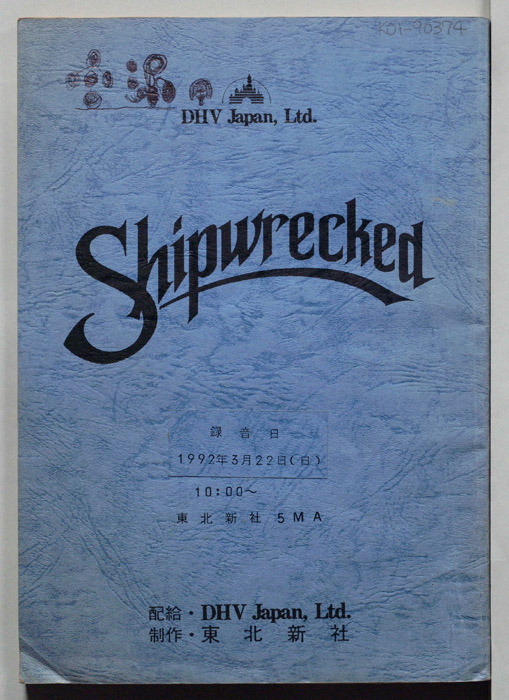 K01-90374
DHV Japan, Ltd.
Shipwrecked
録音日
1992年3月22日(日)
10:00〜
東北新社 5MA
配給・DHV Japan, Ltd.
制作・東北新社